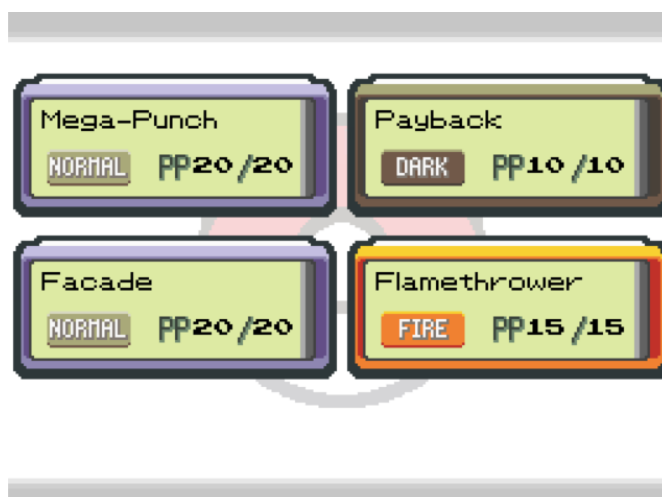 Mega-Punch
NORMAL PP20/20
Payback
DARK PP10/10
Facade
NORMAL PP20/20
Flamethrower
FIRE PP15/15